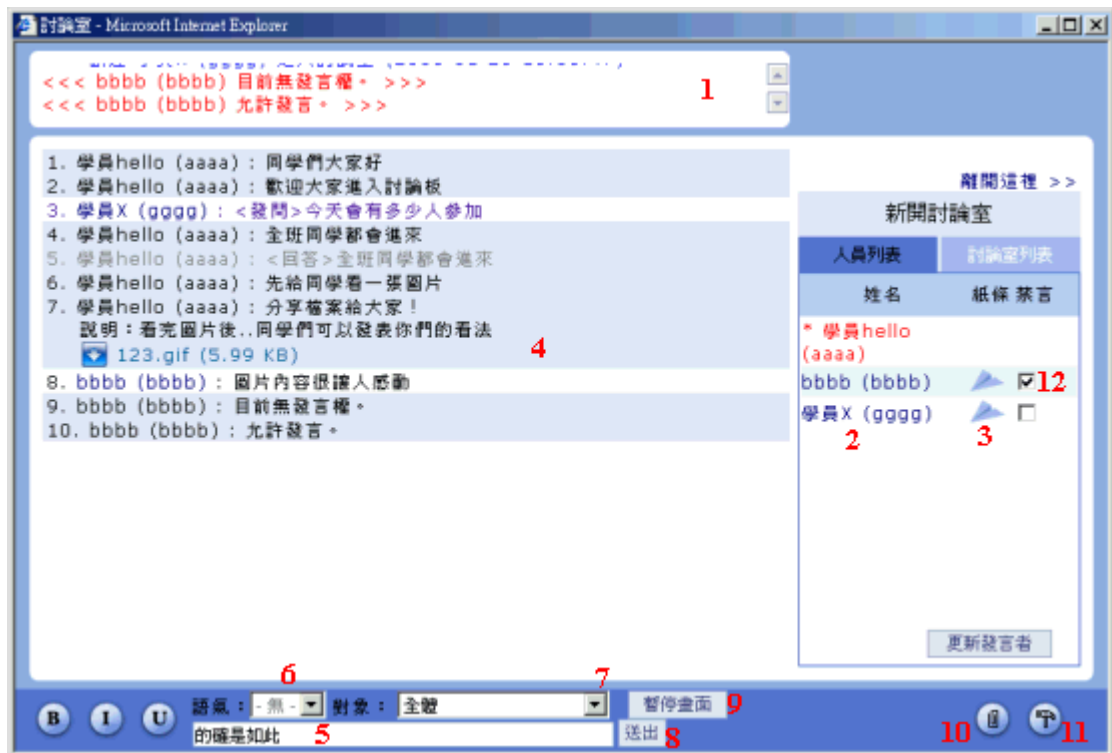 討論室 - Microsoft Internet Explorer
<<< bbbb (bbbb) 目前無發言權。 >>>
<<< bbbb (bbbb) 允許發言。 >>>
1
1. 學員hello (aaaa) : 同學們大家好
2. 學員hello (aaaa) : 歡迎大家進入討論板
3. 學員X (gggg) : <發問>今天會有多少人參加
4. 學員hello (aaaa) : 全班同學都會進來
5. 學員hello (aaaa) : <回答>全班同學都會進來
6. 學員hello (aaaa) : 先給同學看一張圖片
7. 學員hello (aaaa) : 分享檔案給大家!
說明:看完圖片後..同學們可以發表你們的看法
123.gif (5.99 KB)
4
8. bbbb (bbbb) : 圖片內容很讓人感動
9. bbbb (bbbb) : 目前無發言權。
10. bbbb (bbbb) : 允許發言。
離開這裡 >>
新開討論室
人員列表 討論室列表
姓名 紙條 禁言
* 學員hello
(aaaa)
bbbb (bbbb) 12
學員X (gggg)
2 3
更新發言者
6 7
B I U 語氣: - 無 - 對象: 全體 暫停畫面 9
的確是如此 5 送出 8
10 11